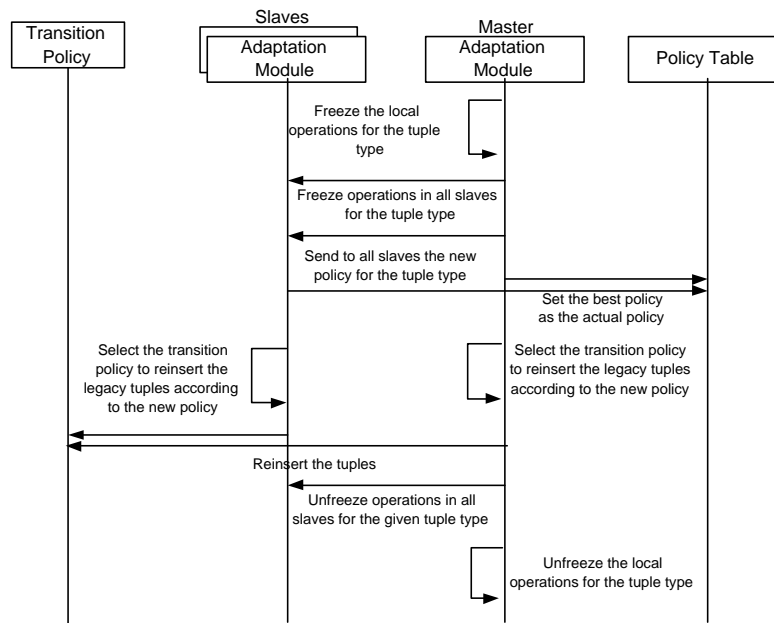 Transition
Policy
Slaves
Adaptation
Module
Master
Adaptation
Module
Policy Table
Freeze the local
operations for the tuple
type
Freeze operations in all slaves
for the tuple type
Send to all slaves the new
policy for the tuple type
Set the best policy
as the actual policy
Select the transition
policy to reinsert the
legacy tuples according
to the new policy
Select the transition policy
to reinsert the legacy tuples
according to the new policy
Reinsert the tuples
Unfreeze operations in all
slaves for the given tuple type
Unfreeze the local
operations for the tuple type